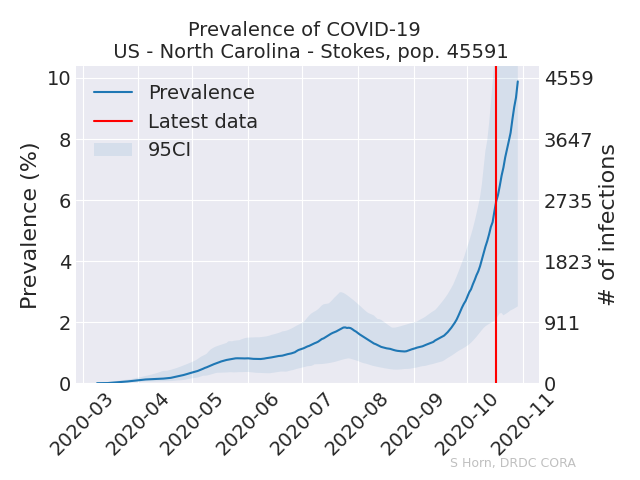 Prevalence of COVID-19
US - North Carolina - Stokes, pop. 45591
Prevalence
Latest data
95CI
Prevalence (%)
10
8
6
4
2
0
4559
3647
2735
1823
911
0
# of infections
2020-03
2020-04
2020-05
2020-06
2020-07
2020-08
2020-09
2020-10
2020-11
S Horn, DRDC CORA